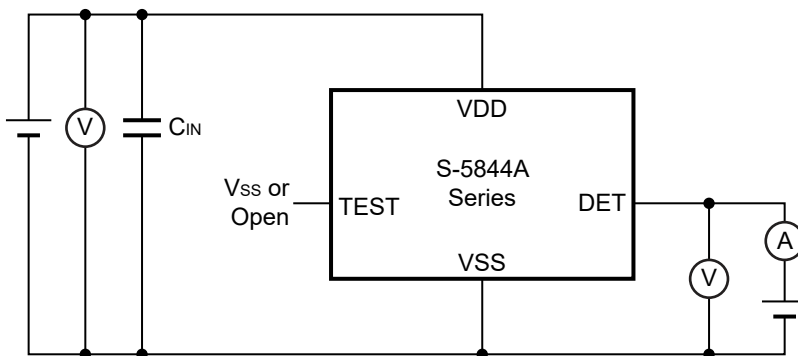 VDD
V
CIN
S-5844A
Series
VSS or
Open
TEST
DET
A
VSS
V